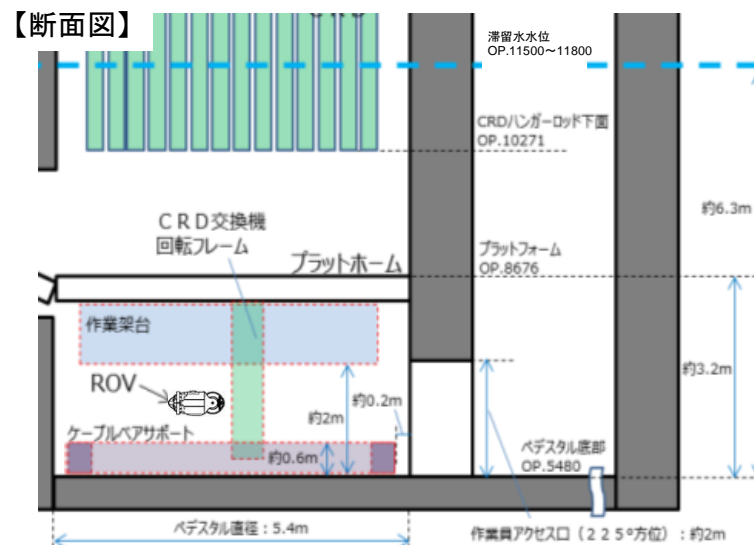 【断面図】
CRD
滞留水水位
OP.11500～11800
CRDハンガーロッド下面
OP.10271
約6.3m
CRD交換機
回転フレーム
プラットホーム
プラットフォーム
OP.8676
作業架台
ROV
約3.2m
約0.2m
約2m
ケーブルベアサポート
約0.6m
ペデスタル底部
OP.5480
ペデスタル直径：5.4m
作業員アクセス口（２２５°方位）：約2m